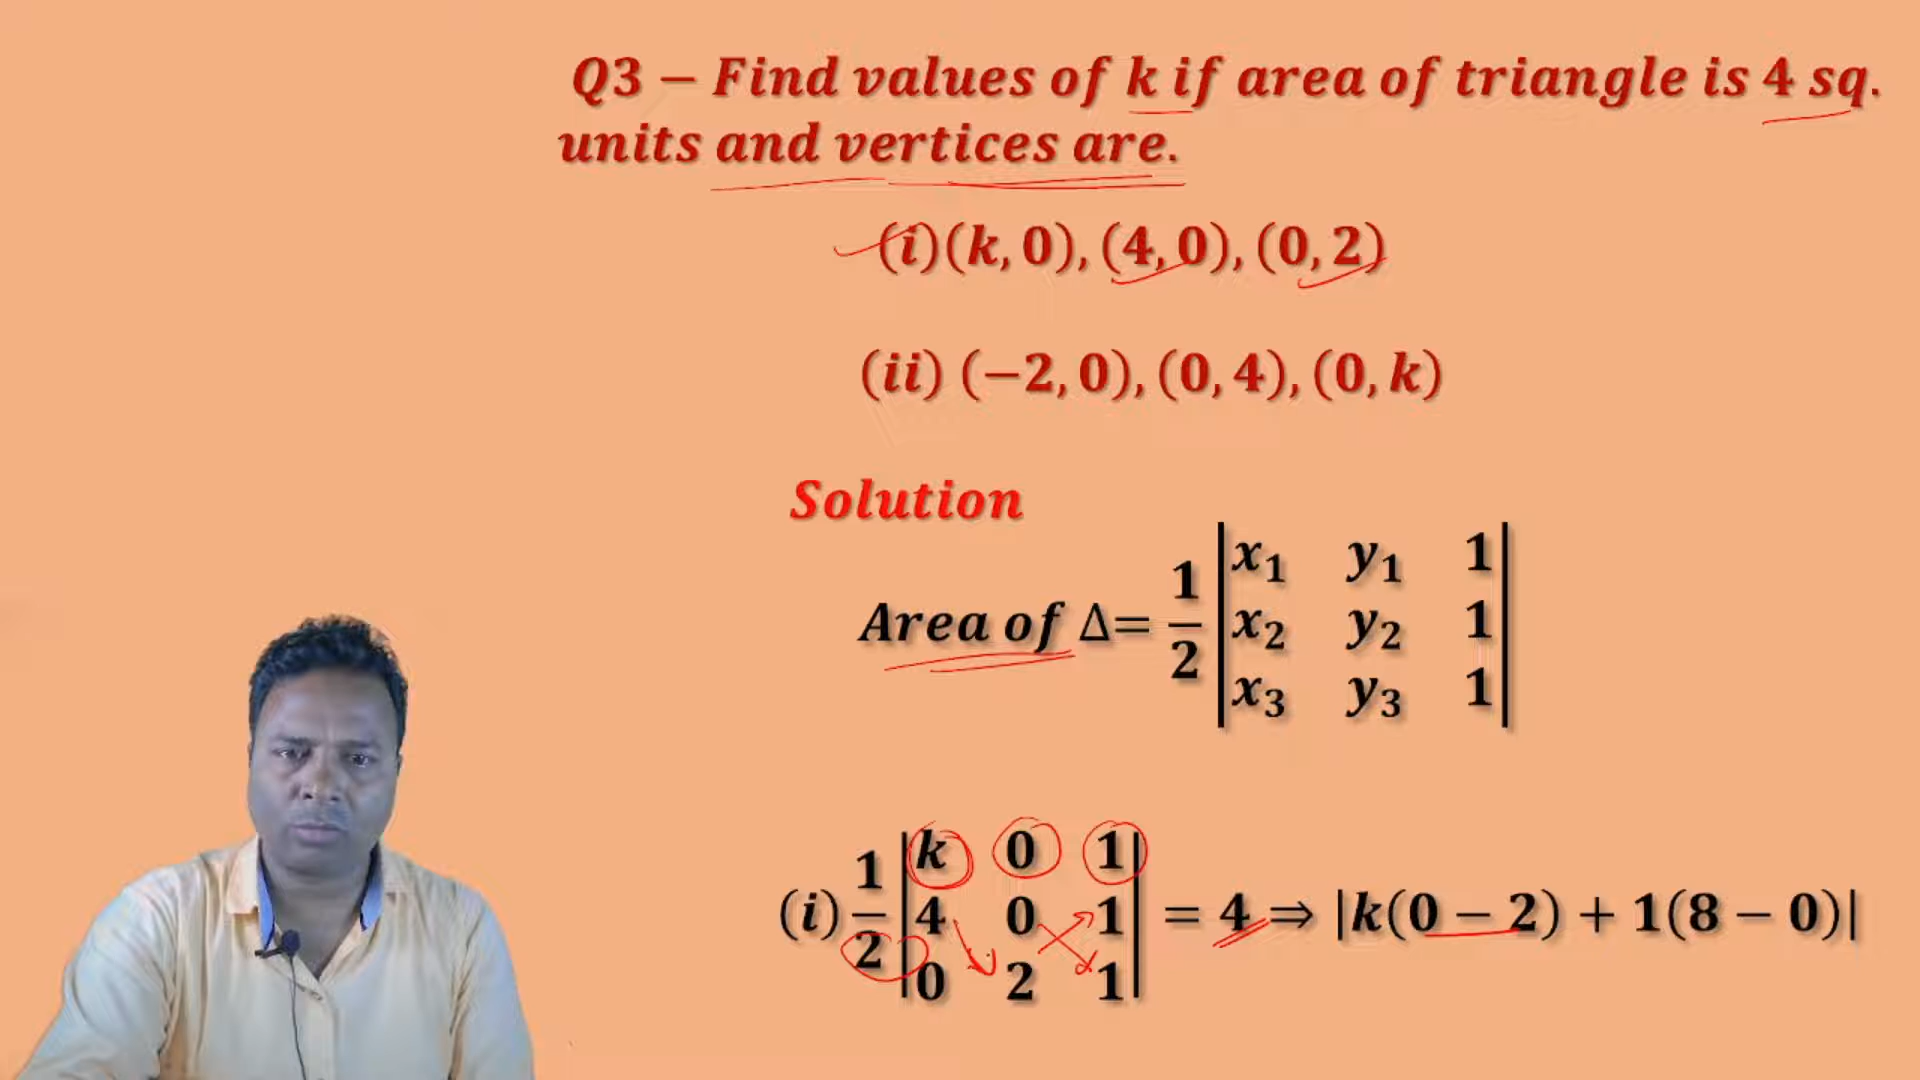 Q3 − Find values of k if area of triangle is 4 sq.
units and vertices are.
(i)(k, 0), (4, 0), (0, 2)
(ii) (−2, 0), (0, 4), (0, k)
Solution
Area of Δ= 1/2 |x₁ y₁ 1|
|x₂ y₂ 1|
|x₃ y₃ 1|
(i) 1/2 |k 0 1|
|4 0 1| = 4 ⇒ |k(0 − 2) + 1(8 − 0)|
|0 2 1|